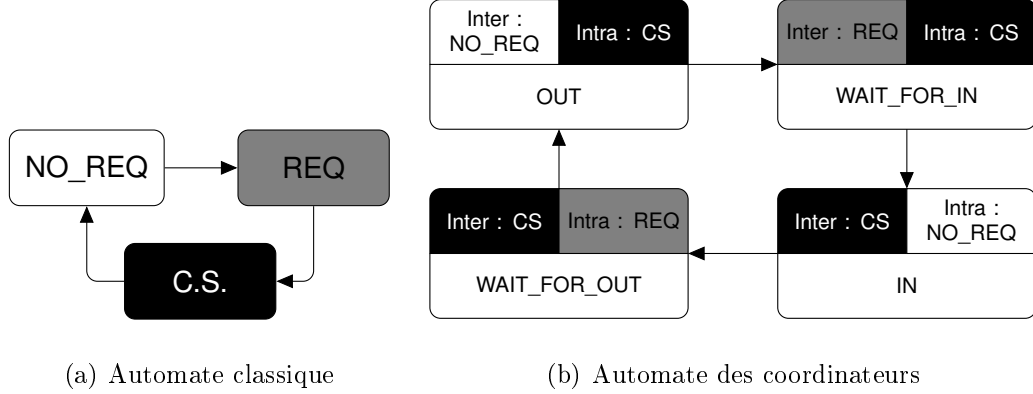 NO_REQ
REQ
C.S.
(a) Automate classique
Inter :
NO_REQ
Intra : CS
OUT
Inter : REQ
Intra : CS
WAIT_FOR_IN
Inter : CS
Intra : REQ
WAIT_FOR_OUT
Inter : CS
Intra :
NO_REQ
IN
(b) Automate des coordinateurs